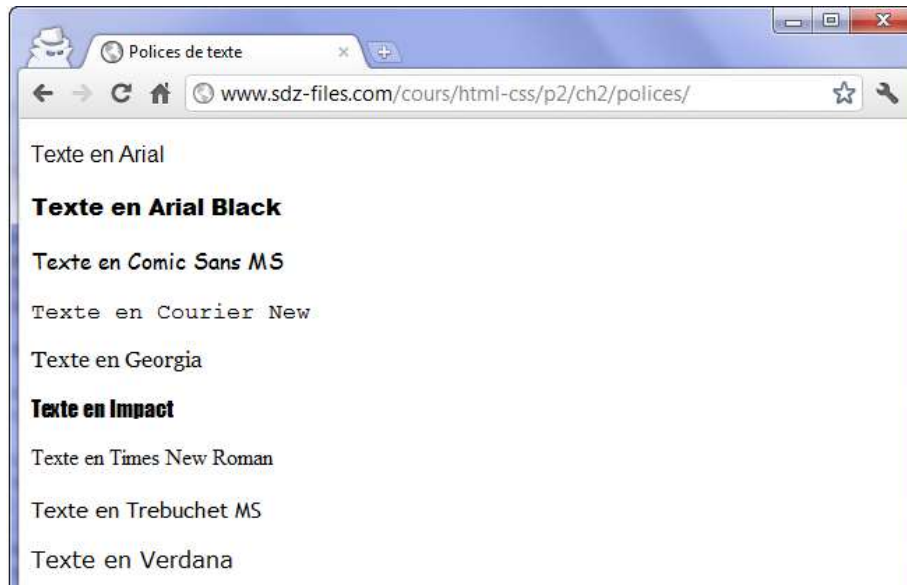 Polices de texte
www.sdz-files.com/cours/html-css/p2/ch2/polices/
Texte en Arial
Texte en Arial Black
Texte en Comic Sans MS
Texte en Courier New
Texte en Georgia
Texte en Impact
Texte en Times New Roman
Texte en Trebuchet MS
Texte en Verdana